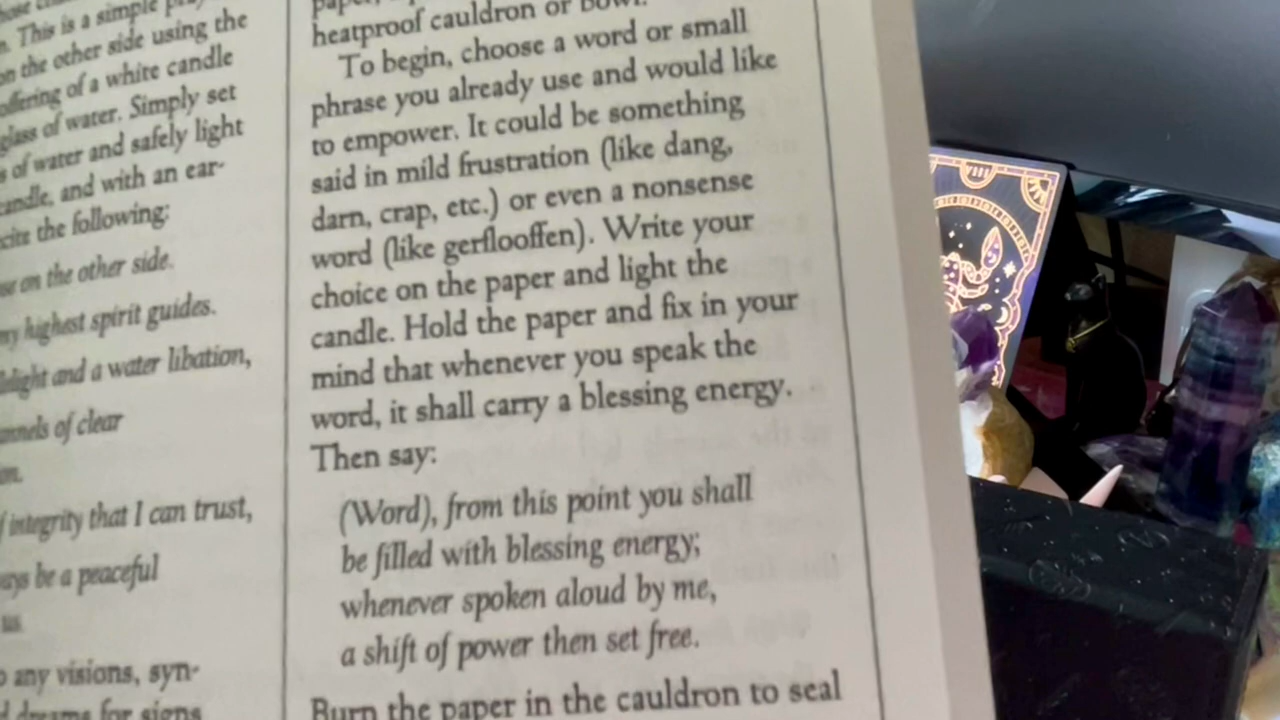 This is a simple
on the other side using the
offering of a white candle
glass of water. Simply set
of water and safely light
candle, and with an ear-
the following:
on the other side.
my highest spirit guides.
and a water libation,
of clear
integrity that I can trust,
be a peaceful
us
any visions, syn-
dreams for signs
heatproof cauldron or bowl.
To begin, choose a word or small
phrase you already use and would like
to empower. It could be something
said in mild frustration (like dang,
darn, crap, etc.) or even a nonsense
word (like gerflooffen). Write your
choice on the paper and light the
candle. Hold the paper and fix in your
mind that whenever you speak the
word, it shall carry a blessing energy.
Then say:
(Word), from this point you shall
be filled with blessing energy;
whenever spoken aloud by me,
a shift of power then set free.
Burn the paper in the cauldron to seal